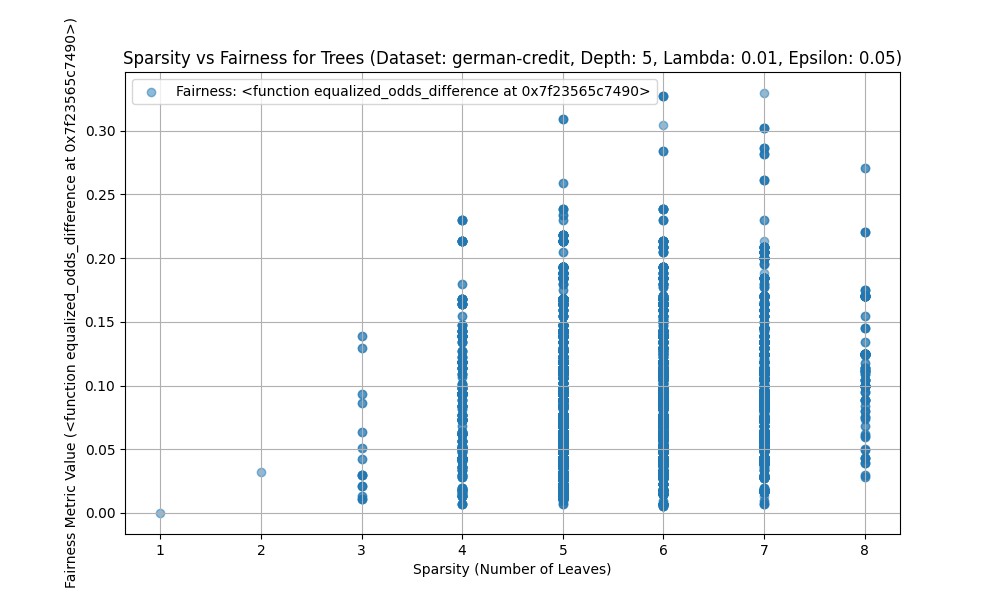 Sparsity vs Fairness for Trees (Dataset: german-credit, Depth: 5, Lambda: 0.01, Epsilon: 0.05)
Fairness: <function equalized_odds_difference at 0x7f23565c7490>
Fairness Metric Value (<function equalized_odds_difference at 0x7f23565c7490>)
0.30
0.25
0.20
0.15
0.10
0.05
0.00
1 2 3 4 5 6 7 8
Sparsity (Number of Leaves)